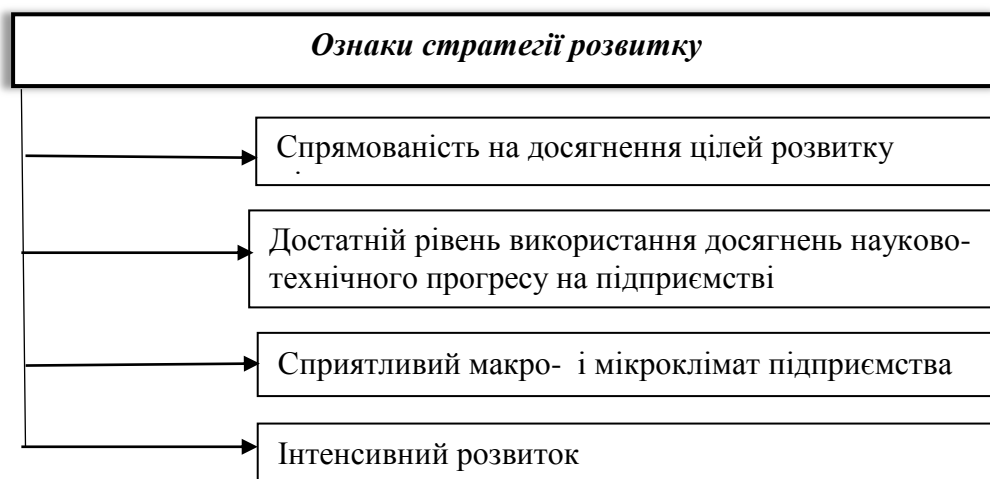 Ознаки стратегії розвитку
Спрямованість на досягнення цілей розвитку
Достатній рівень використання досягнень науково-
технічного прогресу на підприємстві
Сприятливий макро- і мікроклімат підприємства
Інтенсивний розвиток